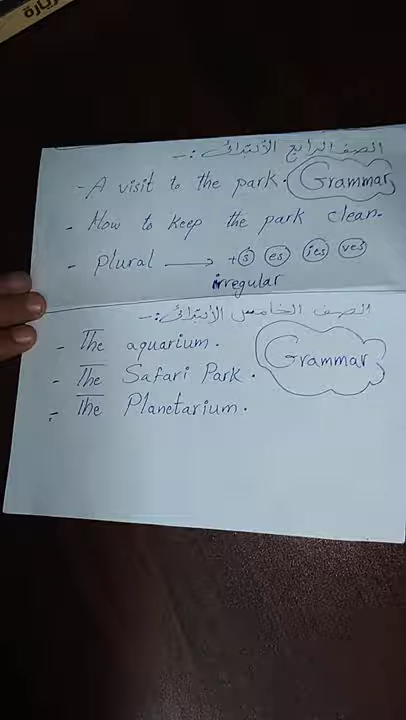 زيارة
الصف الرابع الابتدائي :-
- A visit to the park. Grammar
- How to keep the park clean.
- plural → +s es ies ves
irregular
الصف الخامس الابتدائي :-
- The aquarium.
Grammar
- The Safari Park.
- The Planetarium.